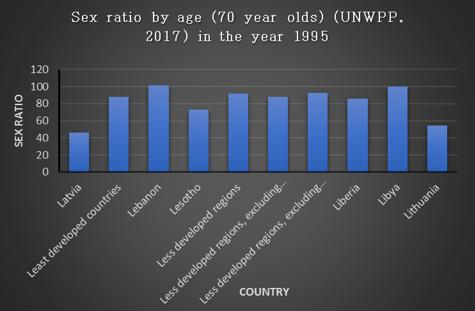 Sex ratio by age (70 year olds) (UNWPP,
2017) in the year 1995
SEX RATIO
120
100
80
60
40
20
0
Latvia
Least developed countries
Lebanon
Lesotho
Less developed regions
Less developed regions, excluding...
Less developed regions, excluding...
Liberia
Libya
Lithuania
COUNTRY